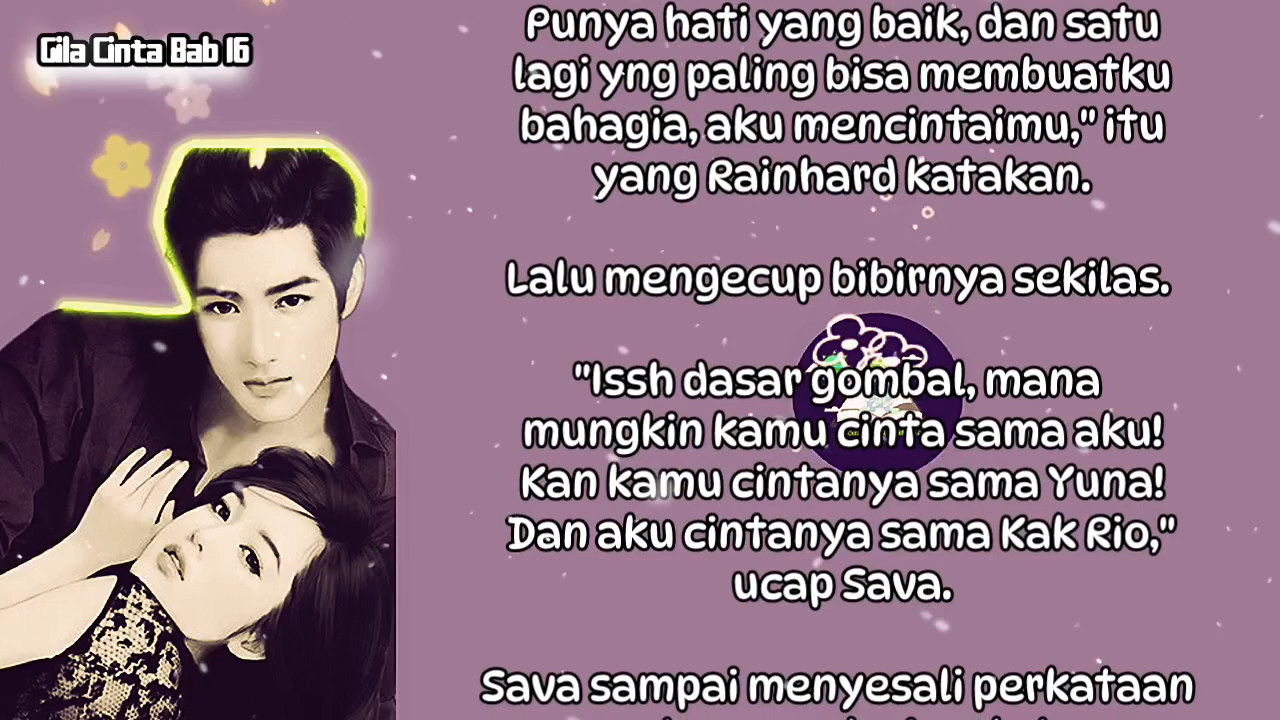 Gila Cinta Bab 16
Punya hati yang baik, dan satu
lagi yng paling bisa membuatku
bahagia, aku mencintaimu," itu
yang Rainhard katakan.
Lalu mengecup bibirnya sekilas.
"Issh dasar gombal, mana
mungkin kamu cinta sama aku!
Kan kamu cintanya sama Yuna!
Dan aku cintanya sama Kak Rio,"
ucap Sava.
Sava sampai menyesali perkataan